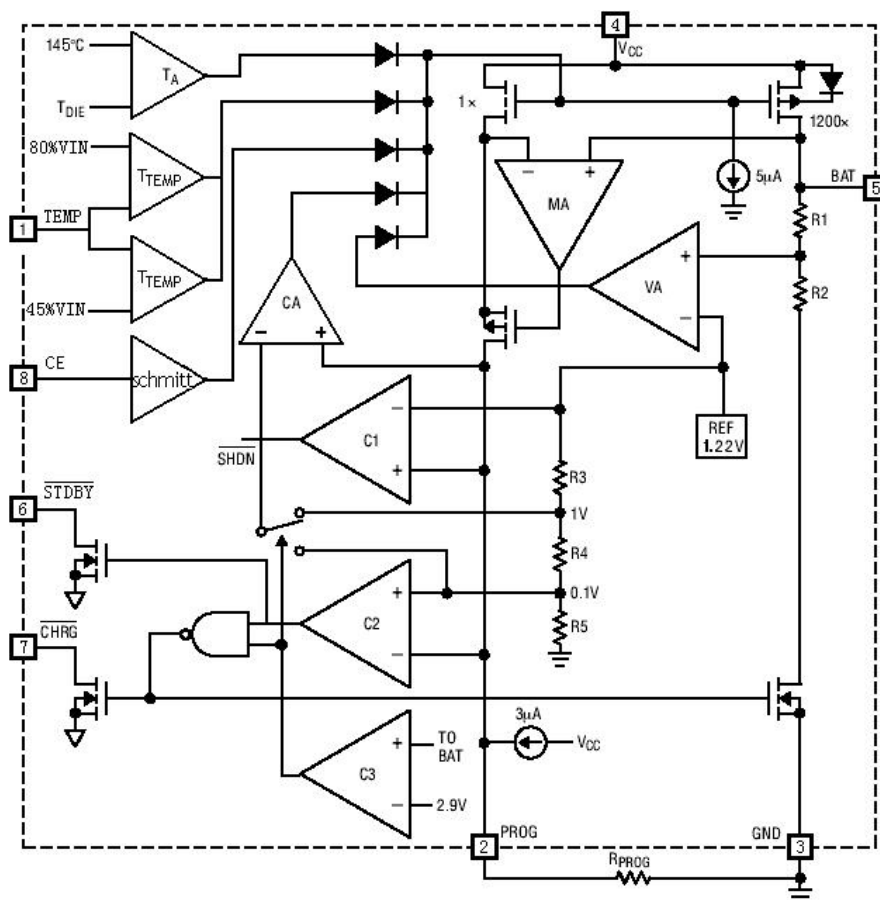 4
VCC
145°C
TA
TDIE
1×
1200×
80%VIN
TTEMP
5µA
BAT
5
MA
1
TEMP
R1
TTEMP
VA
R2
CA
45%VIN
8
CE
schmitt
C1
REF
1.22V
SHDN
R3
6
STDBY
1V
R4
0.1V
C2
R5
7
CHRG
3µA
VCC
TO
BAT
C3
2.9V
2
PROG
GND
3
RPROG